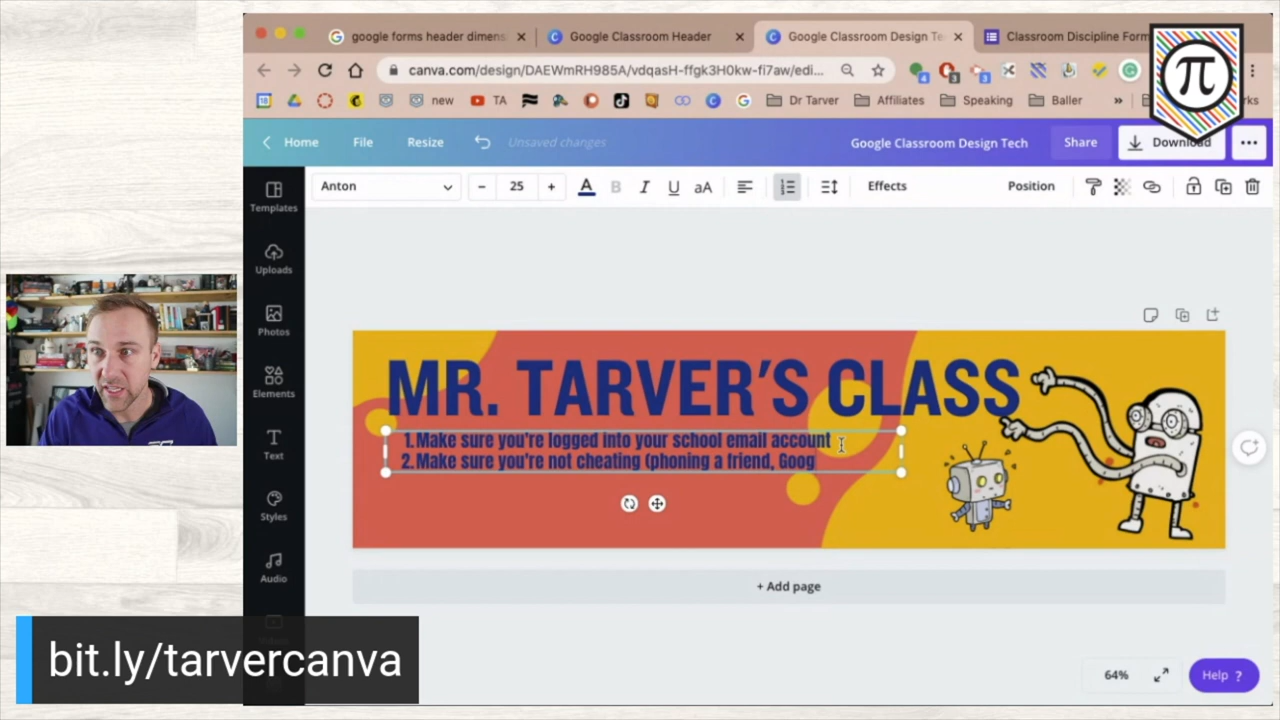 google forms header dimens
Google Classroom Header
Google Classroom Design Te
Classroom Discipline Form
canva.com/design/DAEWmRH985A/vdqasH-ffgk3H0kw-fi7aw/edi...
new
TA
Dr Tarver
Affiliates
Speaking
Baller
Home
File
Resize
Unsaved changes
Google Classroom Design Tech
Share
Download
Anton
25
Effects
Position
Templates
Uploads
Photos
Elements
Text
Styles
Audio
MR. TARVER'S CLASS
1. Make sure you're logged into your school email account
2. Make sure you're not cheating (phoning a friend, Goog
+ Add page
64%
Help ?
bit.ly/tarvercanva